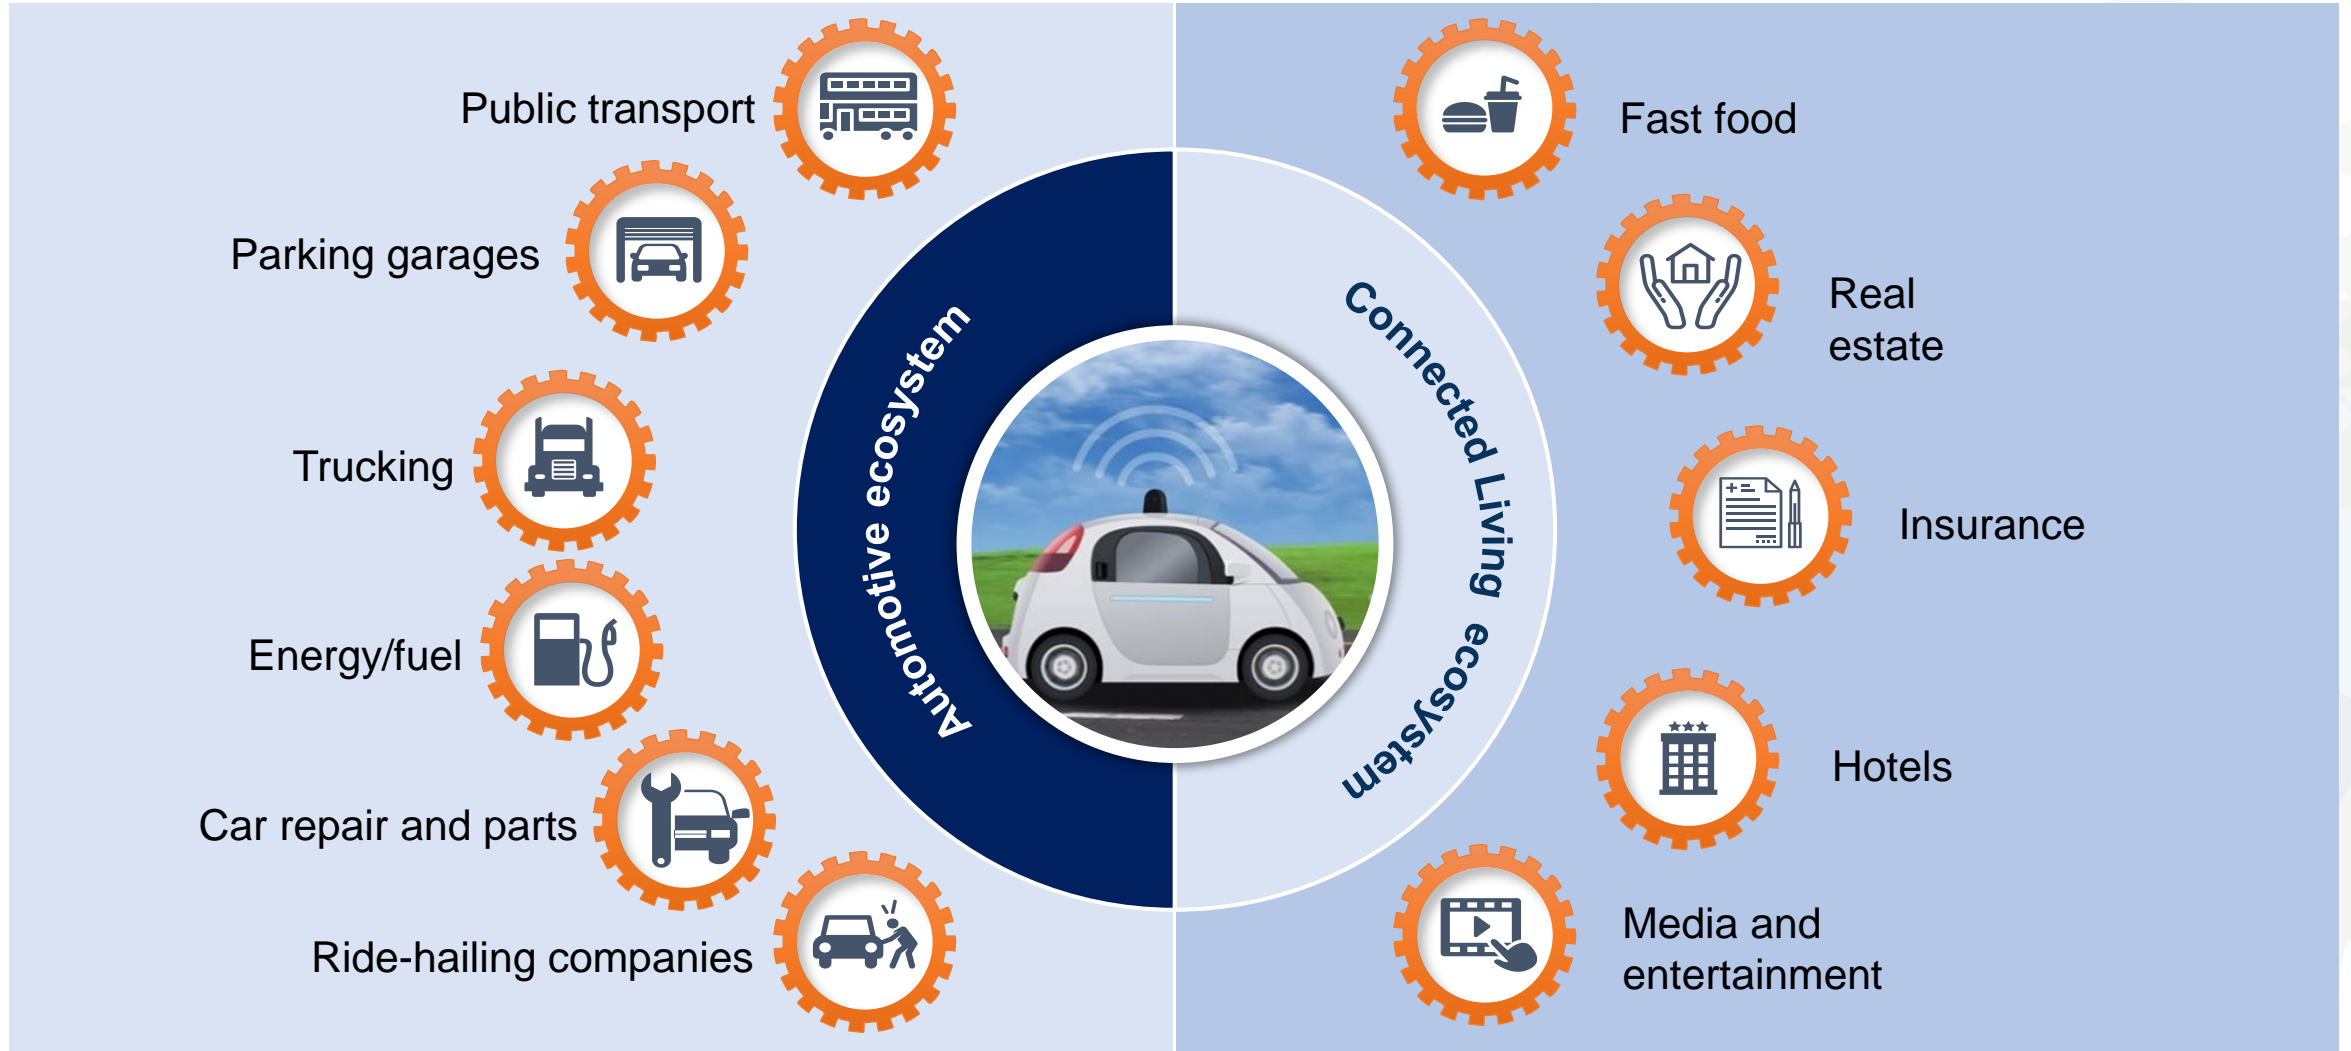 Public transport
Parking garages
Trucking
Energy/fuel
Car repair and parts
Ride-hailing companies
Automotive ecosystem
Connected Living ecosystem
Fast food
Real
estate
Insurance
Hotels
Media and
entertainment